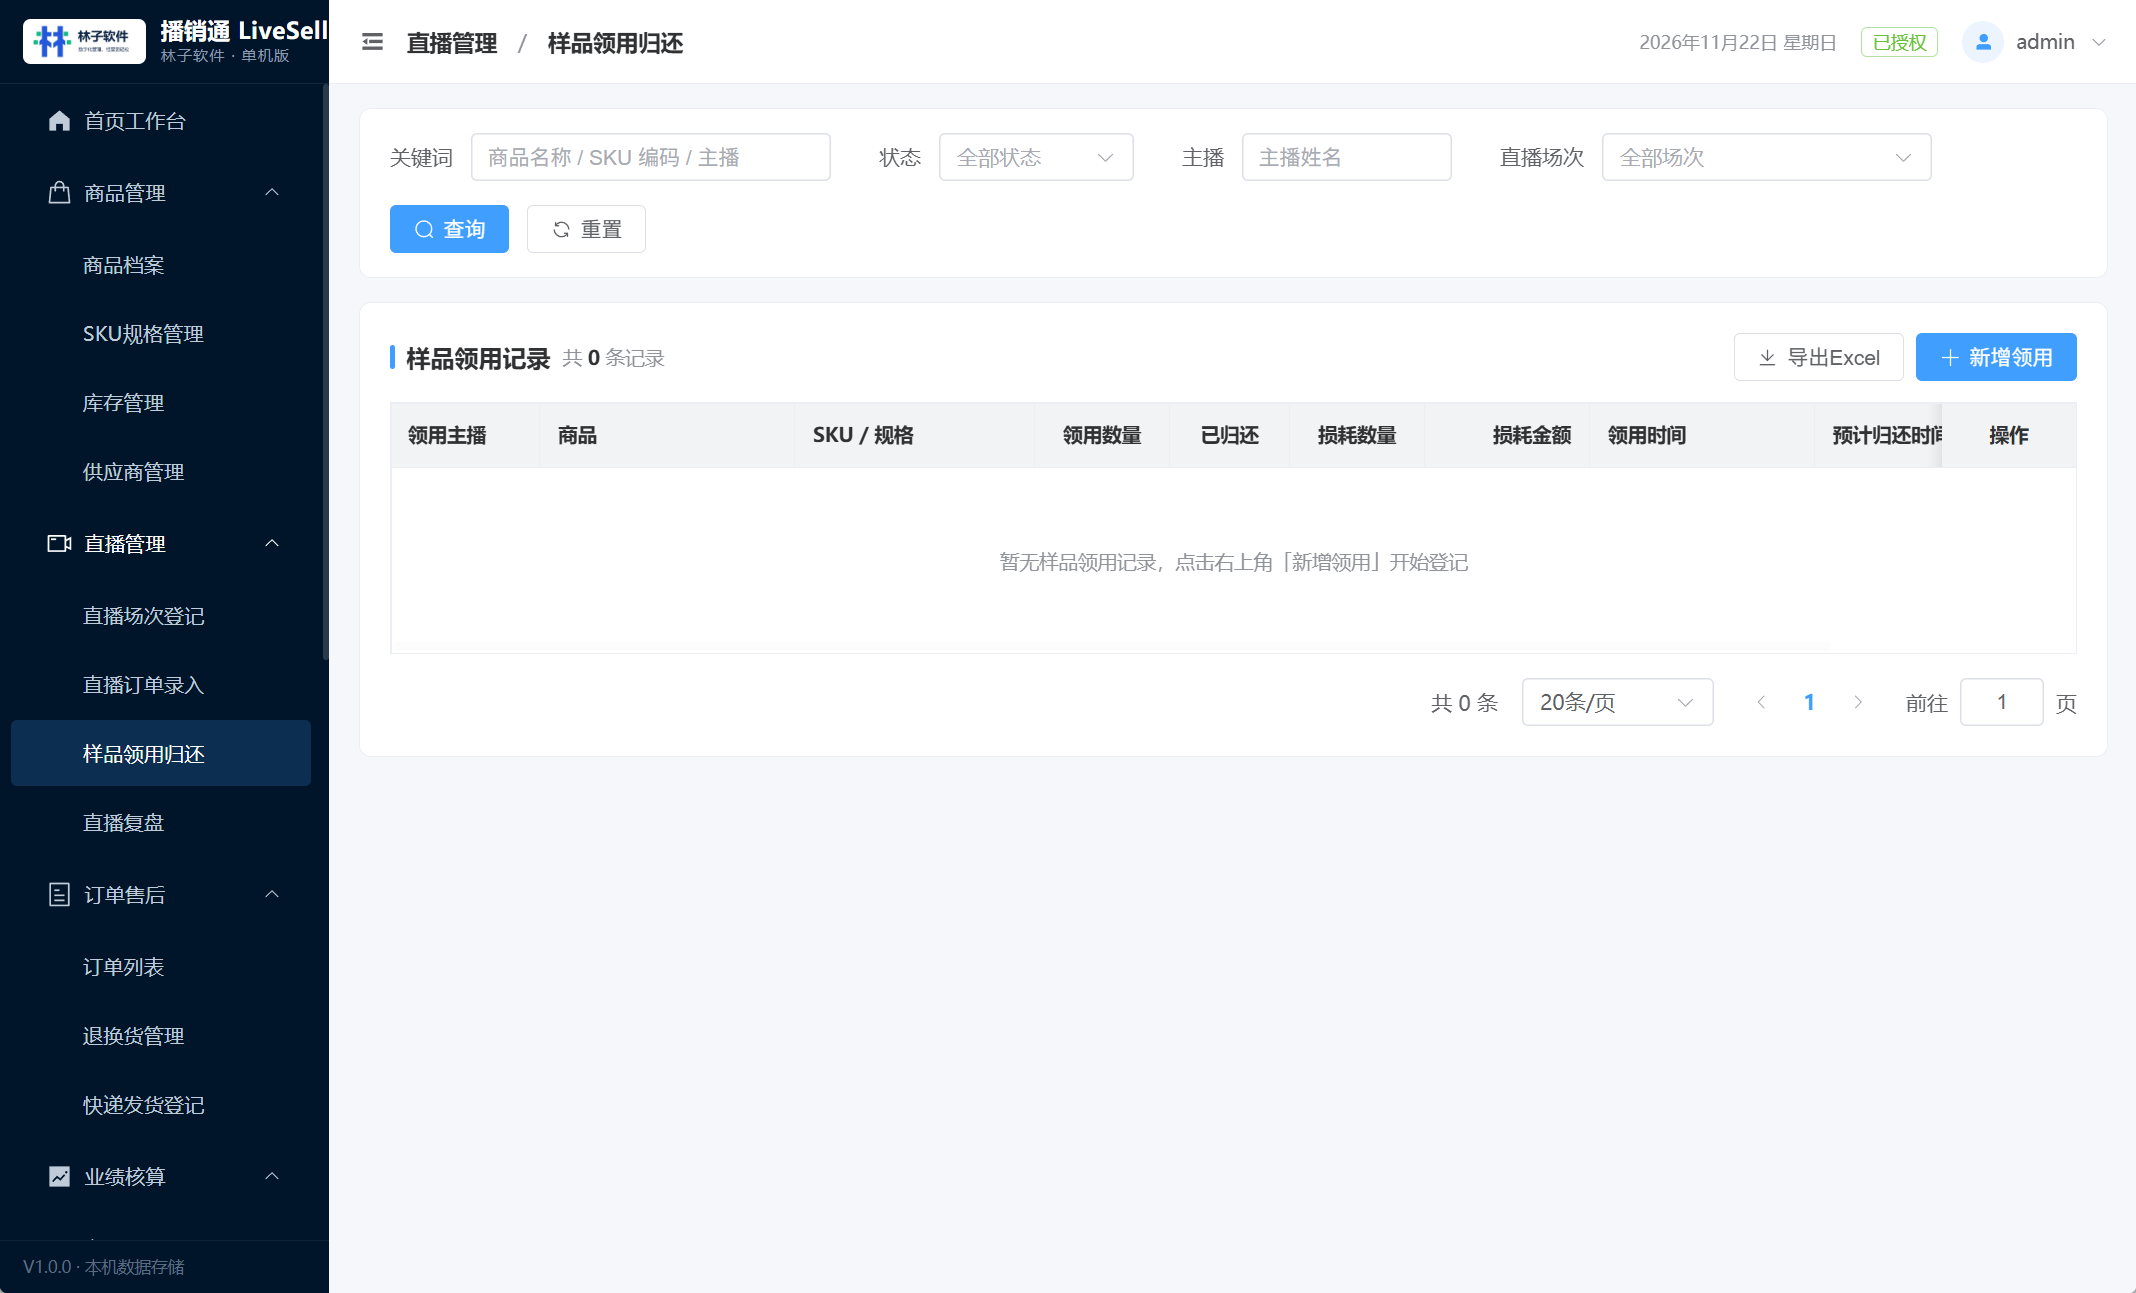 林子软件
播销通 LiveSell
林子软件 · 单机版
首页工作台
商品管理
商品档案
SKU规格管理
库存管理
供应商管理
直播管理
直播场次登记
直播订单录入
样品领用归还
直播复盘
订单售后
订单列表
退换货管理
快递发货登记
业绩核算
V1.0.0 · 本机数据存储
直播管理 / 样品领用归还
2026年11月22日 星期日 已授权 admin
关键词 商品名称 / SKU 编码 / 主播 状态 全部状态 主播 主播姓名 直播场次 全部场次
查询 重置
样品领用记录 共 0 条记录 导出Excel 新增领用
领用主播 商品 SKU / 规格 领用数量 已归还 损耗数量 损耗金额 领用时间 预计归还时间 操作
暂无样品领用记录，点击右上角「新增领用」开始登记
共 0 条 20条/页 1 前往 1 页